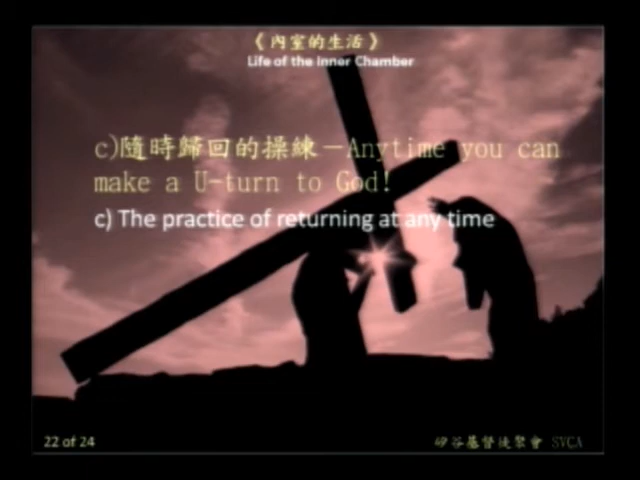 《內室的生活》
Life of the Inner Chamber
c)隨時歸回的操練－Anytime you can
make a U-turn to God!
c) The practice of returning at any time
22 of 24
矽谷基督徒聚會 SVCA